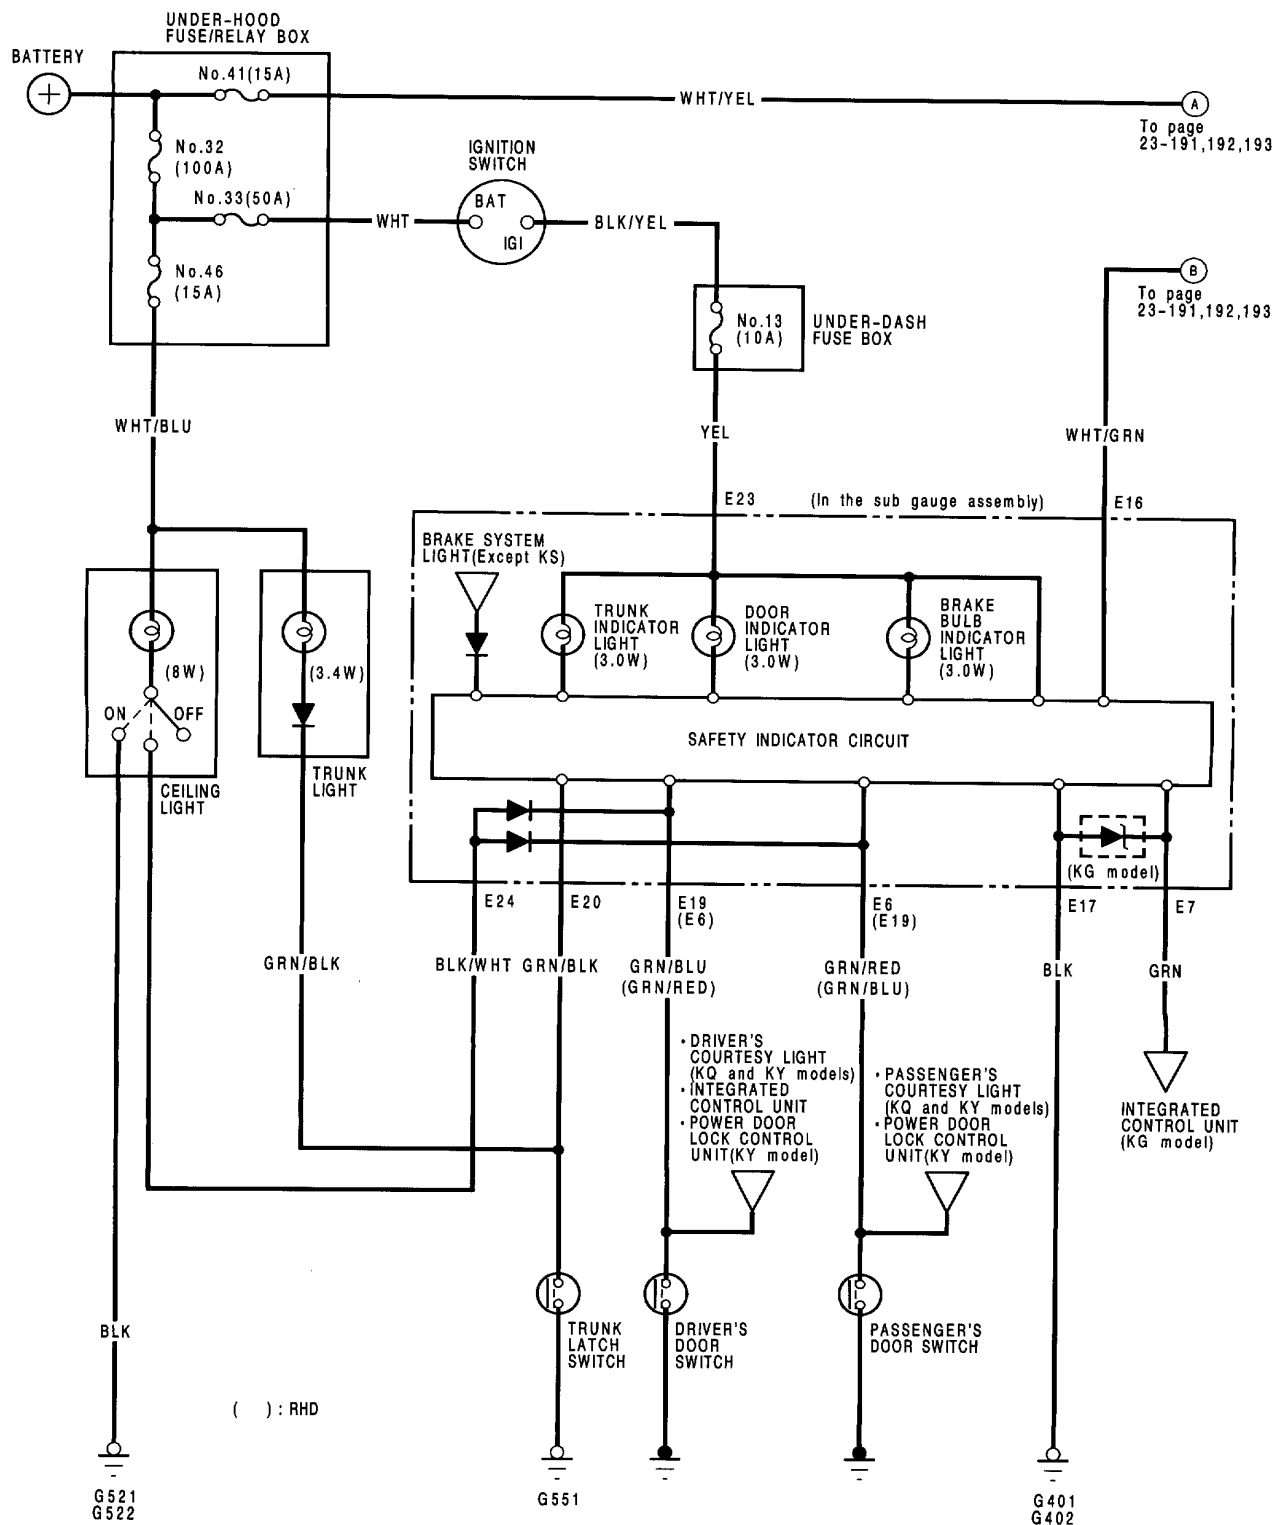 UNDER-HOOD
FUSE/RELAY BOX
BATTERY
No.41(15A)
WHT/YEL
A
To page
23-191,192,193
No.32
(100A)
IGNITION
SWITCH
No.33(50A)
WHT
BAT
IGI
BLK/YEL
No.46
(15A)
B
To page
23-191,192,193
No.13
(10A)
UNDER-DASH
FUSE BOX
WHT/BLU
YEL
WHT/GRN
E23
(In the sub gauge assembly)
E16
BRAKE SYSTEM
LIGHT(Except KS)
TRUNK
INDICATOR
LIGHT
(3.0W)
DOOR
INDICATOR
LIGHT
(3.0W)
BRAKE
BULB
INDICATOR
LIGHT
(3.0W)
(8W)
(3.4W)
ON
OFF
SAFETY INDICATOR CIRCUIT
CEILING
LIGHT
TRUNK
LIGHT
(KG model)
E24
E20
E19
(E6)
E6
(E19)
E17
E7
GRN/BLK
BLK/WHT
GRN/BLK
GRN/BLU
(GRN/RED)
GRN/RED
(GRN/BLU)
BLK
GRN
• DRIVER'S
COURTESY LIGHT
(KQ and KY models)
• INTEGRATED
CONTROL UNIT
• POWER DOOR
LOCK CONTROL
UNIT(KY model)
• PASSENGER'S
COURTESY LIGHT
(KQ and KY models)
• POWER DOOR
LOCK CONTROL
UNIT(KY model)
INTEGRATED
CONTROL UNIT
(KG model)
BLK
TRUNK
LATCH
SWITCH
DRIVER'S
DOOR
SWITCH
PASSENGER'S
DOOR SWITCH
( ) : RHD
G521
G522
G551
G401
G402